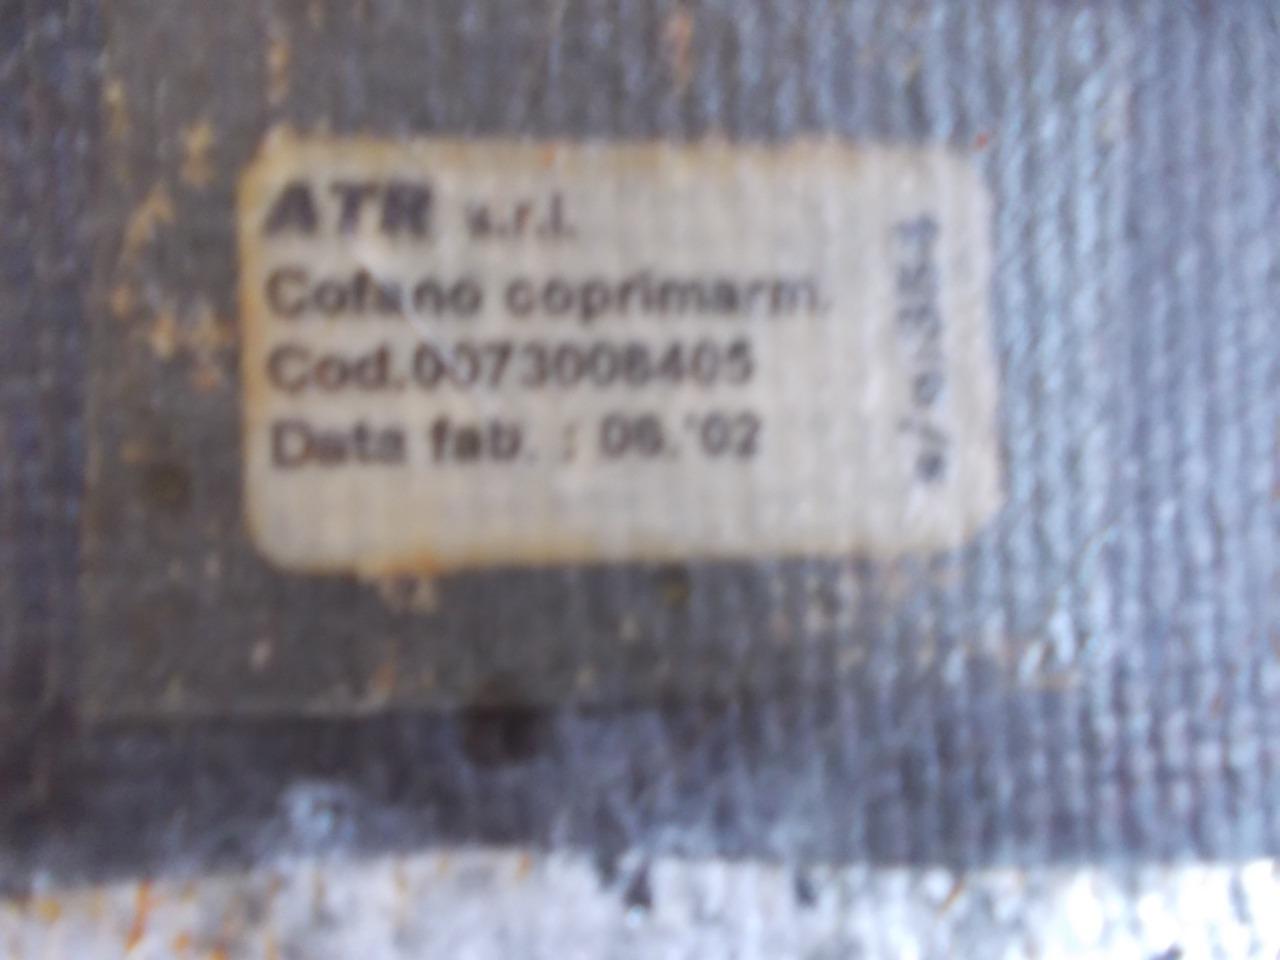 ATR s.r.l.
Cofano coprimarm.
Cod.0073008405
Data fab. : 06.'02